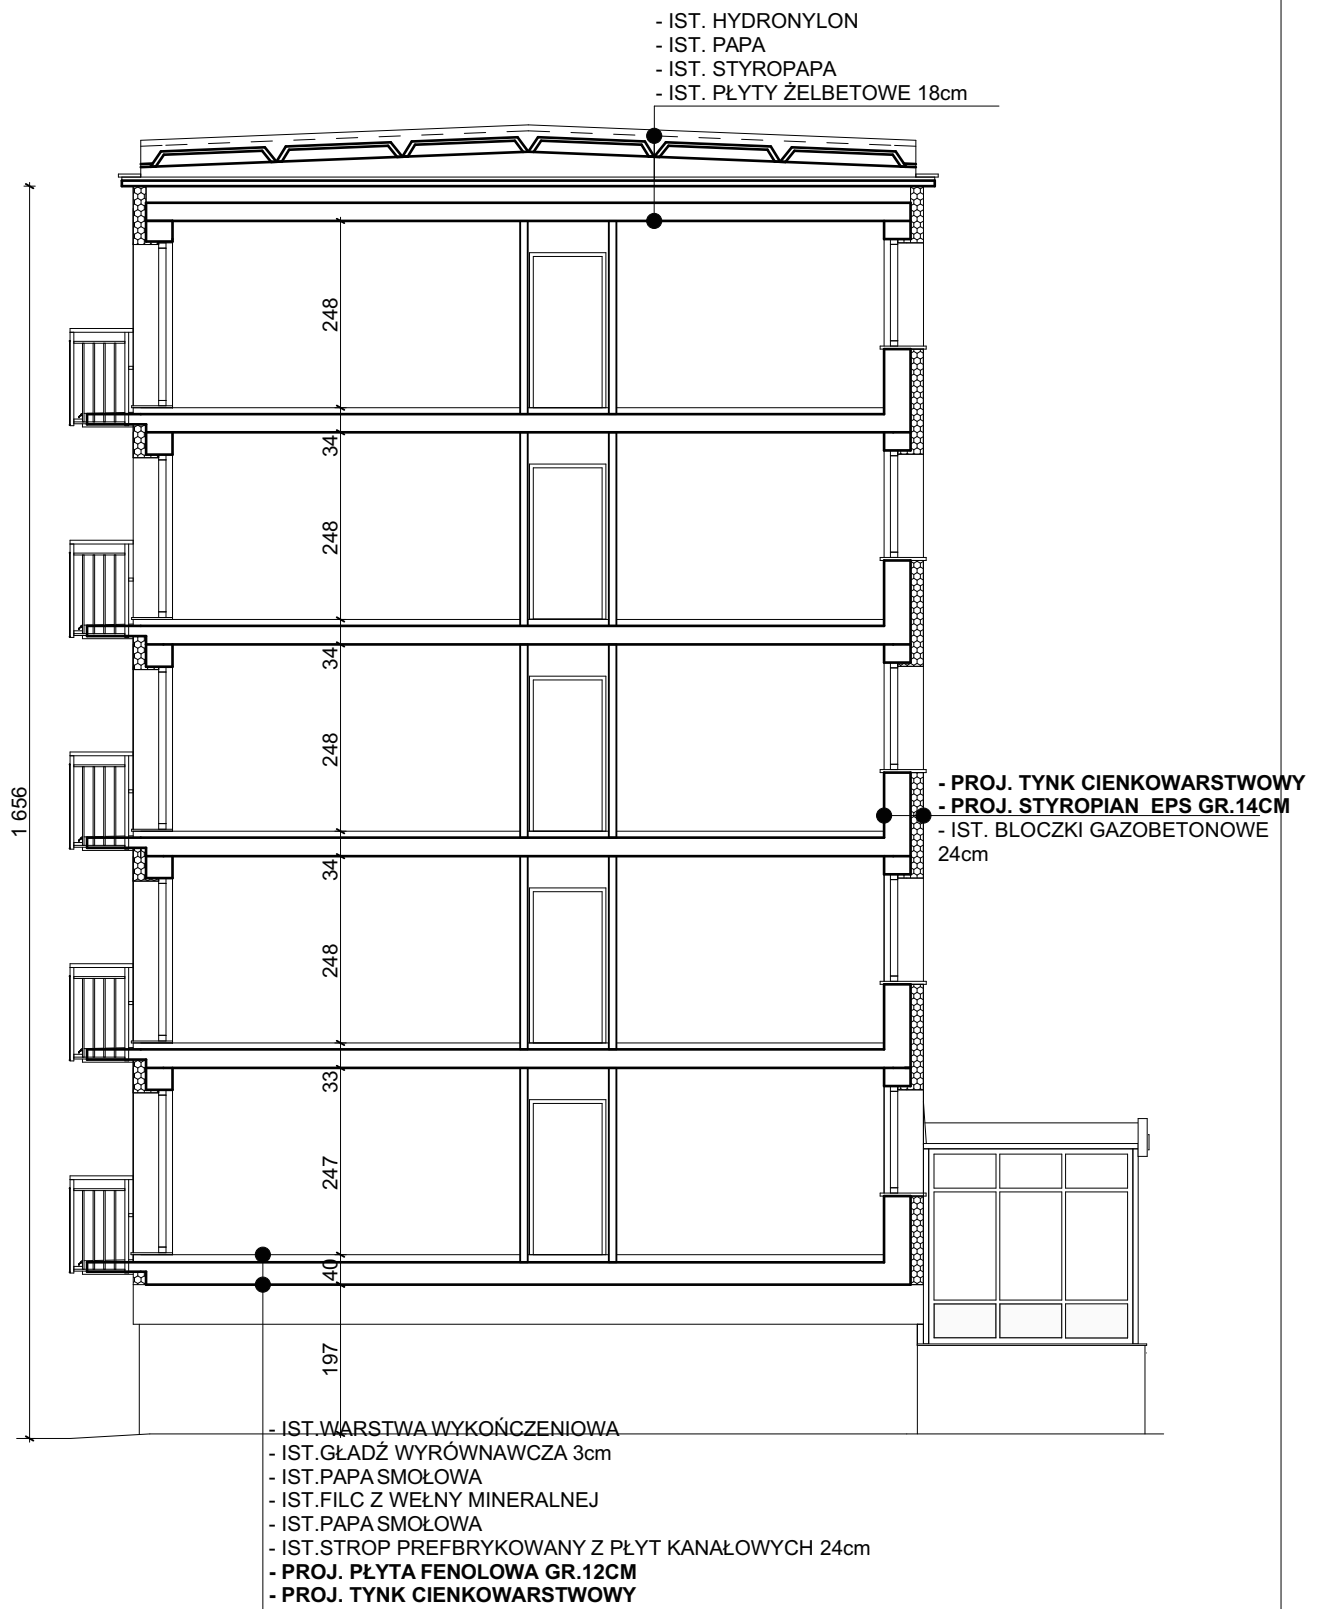 - IST. HYDRONYLON
- IST. PAPA
- IST. STYROPAPA
- IST. PŁYTY ŻELBETOWE 18cm
248
34
248
34
248
34
248
33
247
40
197
1 656
- PROJ. TYNK CIENKOWARSTWOWY
- PROJ. STYROPIAN EPS GR.14CM
- IST. BLOCZKI GAZOBETONOWE
24cm
- IST.WARSTWA WYKOŃCZENIOWA
- IST.GŁADŹ WYRÓWNAWCZA 3cm
- IST.PAPA SMOŁOWA
- IST.FILC Z WEŁNY MINERALNEJ
- IST.PAPA SMOŁOWA
- IST.STROP PREFBRYKOWANY Z PŁYT KANAŁOWYCH 24cm
- PROJ. PŁYTA FENOLOWA GR.12CM
- PROJ. TYNK CIENKOWARSTWOWY